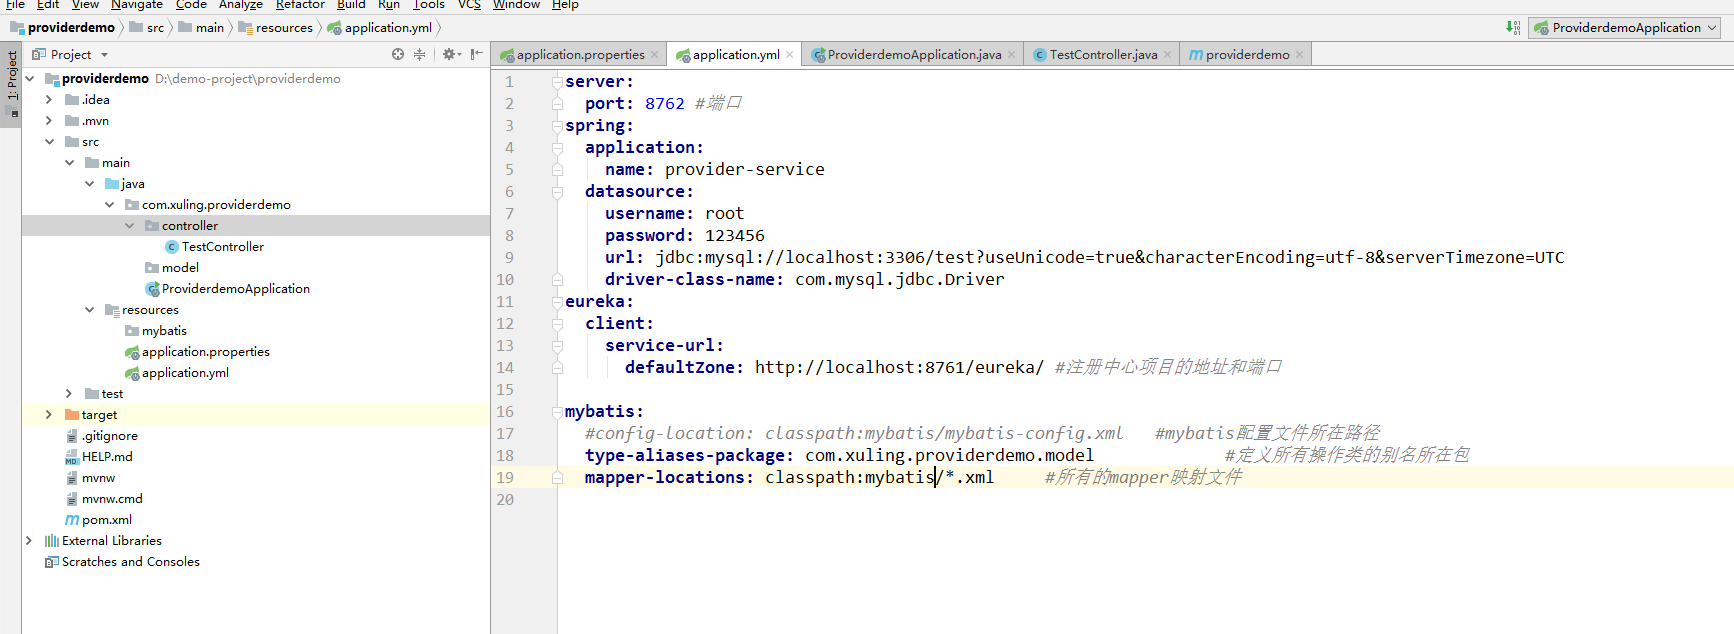 File Edit View Navigate Code Analyze Refactor Build Run Tools VCS Window Help
providerdemo src main resources application.yml ProviderdemoApplication
1: Project
Project
application.properties application.yml ProviderdemoApplication.java TestController.java providerdemo
providerdemo D:\demo-project\providerdemo
.idea
.mvn
src
main
java
com.xuling.providerdemo
controller
TestController
model
ProviderdemoApplication
resources
mybatis
application.properties
application.yml
test
target
.gitignore
HELP.md
mvnw
mvnw.cmd
pom.xml
External Libraries
Scratches and Consoles
1 server:
2 port: 8762 #端口
3 spring:
4 application:
5 name: provider-service
6 datasource:
7 username: root
8 password: 123456
9 url: jdbc:mysql://localhost:3306/test?useUnicode=true&characterEncoding=utf-8&serverTimezone=UTC
10 driver-class-name: com.mysql.jdbc.Driver
11 eureka:
12 client:
13 service-url:
14 defaultZone: http://localhost:8761/eureka/ #注册中心项目的地址和端口
15
16 mybatis:
17 #config-location: classpath:mybatis/mybatis-config.xml #mybatis配置文件所在路径
18 type-aliases-package: com.xuling.providerdemo.model #定义所有操作类的别名所在包
19 mapper-locations: classpath:mybatis/*.xml #所有的mapper映射文件
20